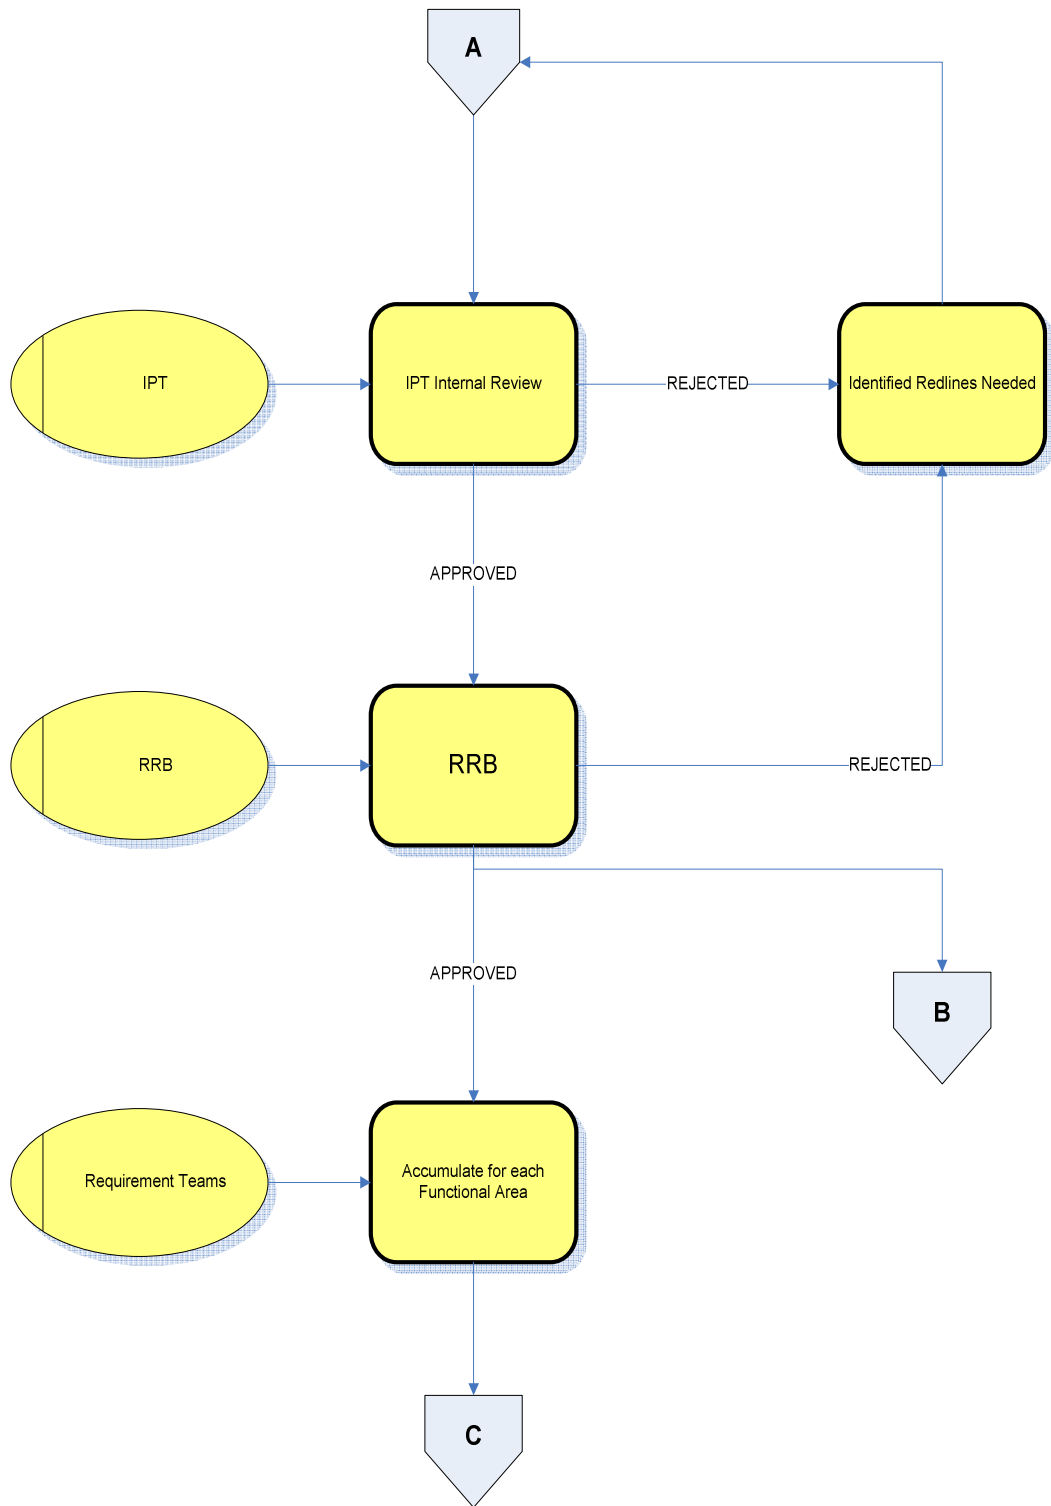 A
IPT
IPT Internal Review
REJECTED
Identified Redlines Needed
APPROVED
RRB
RRB
REJECTED
APPROVED
B
Requirement Teams
Accumulate for each
Functional Area
C